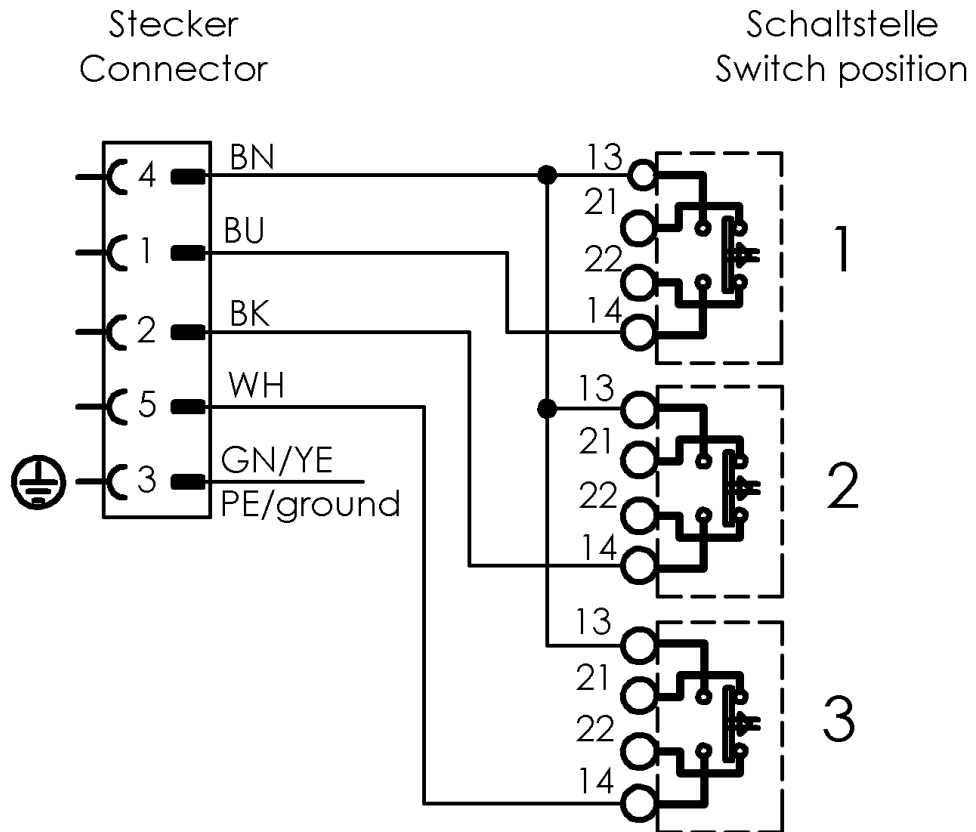 Stecker
Connector
Schaltstelle
Switch position
4 BN
1 BU
2 BK
5 WH
3 GN/YE
PE/ground
13
21
22
14
1
13
21
22
14
2
13
21
22
14
3